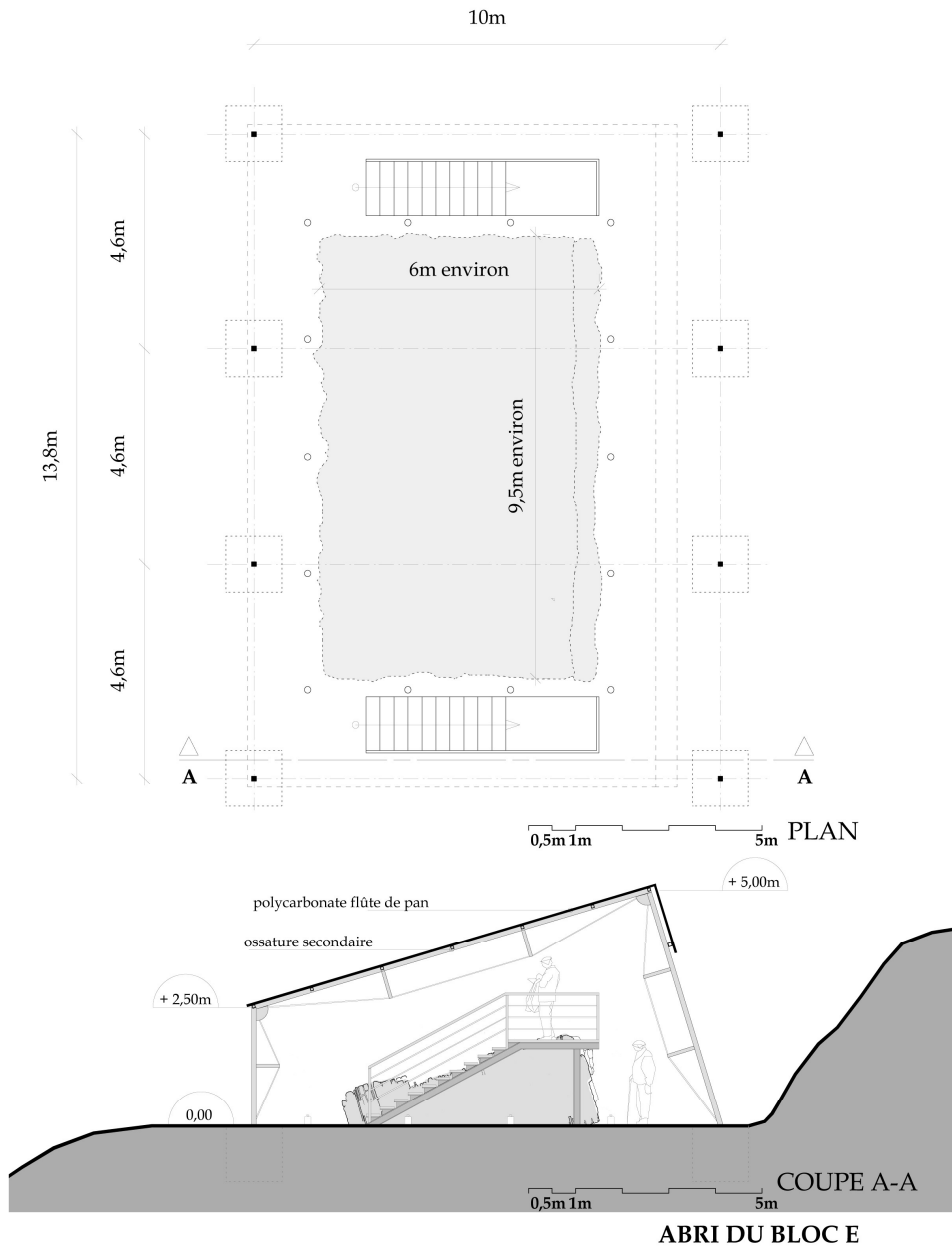 10m
4,6m
6m environ
13,8m
4,6m
9,5m environ
4,6m
A
A
0,5m 1m 5m PLAN
+ 5,00m
polycarbonate flûte de pan
ossature secondaire
+ 2,50m
0,00
COUPE A-A
0,5m 1m 5m
ABRI DU BLOC E